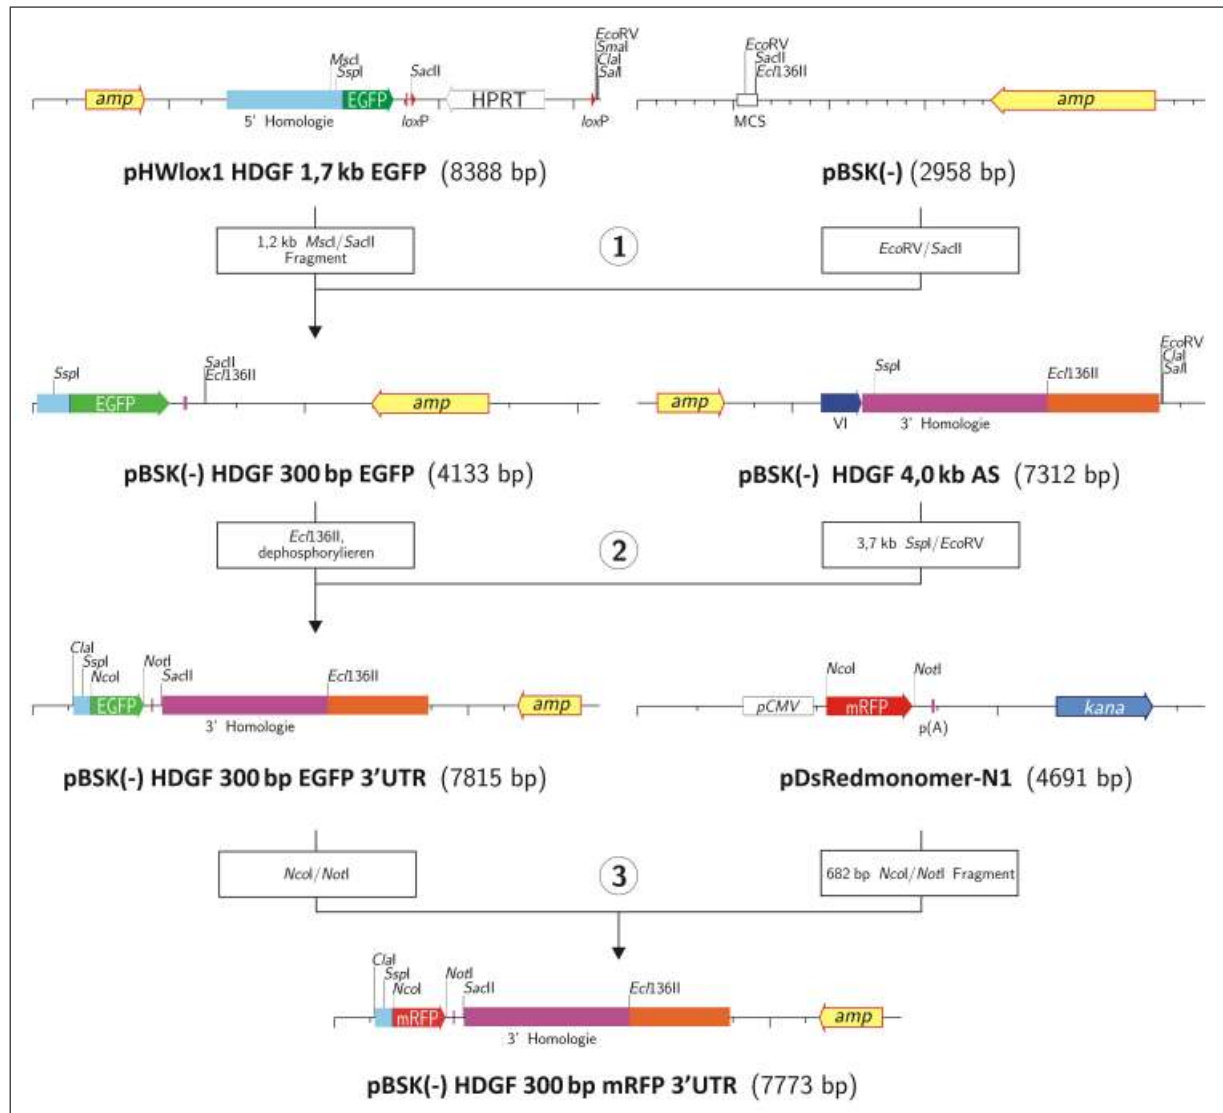 EcoRV
SmaI
ClaI
SalI
MscI
SspI
SacII
amp
EGFP
HPRT
5' Homologie
loxP
loxP
pHWlox1 HDGF 1,7 kb EGFP (8388 bp)
EcoRV
SacII
Ecl136II
amp
MCS
pBSK(-) (2958 bp)
1,2 kb MscI/SacII
Fragment
1
EcoRV/SacII
SacII
Ecl136II
SspI
EGFP
amp
pBSK(-) HDGF 300 bp EGFP (4133 bp)
EcoRV
ClaI
SalI
SspI
Ecl136II
amp
VI
3' Homologie
pBSK(-) HDGF 4,0 kb AS (7312 bp)
Ecl136II,
dephosphorylieren
2
3,7 kb SspI/EcoRV
ClaI
SspI
NcoI
NotI
SacII
Ecl136II
EGFP
amp
3' Homologie
pBSK(-) HDGF 300 bp EGFP 3'UTR (7815 bp)
NcoI
NotI
pCMV
mRFP
p(A)
kana
pDsRedmonomer-N1 (4691 bp)
NcoI/NotI
3
682 bp NcoI/NotI Fragment
ClaI
SspI
NcoI
NotI
SacII
Ecl136II
mRFP
amp
3' Homologie
pBSK(-) HDGF 300 bp mRFP 3'UTR (7773 bp)